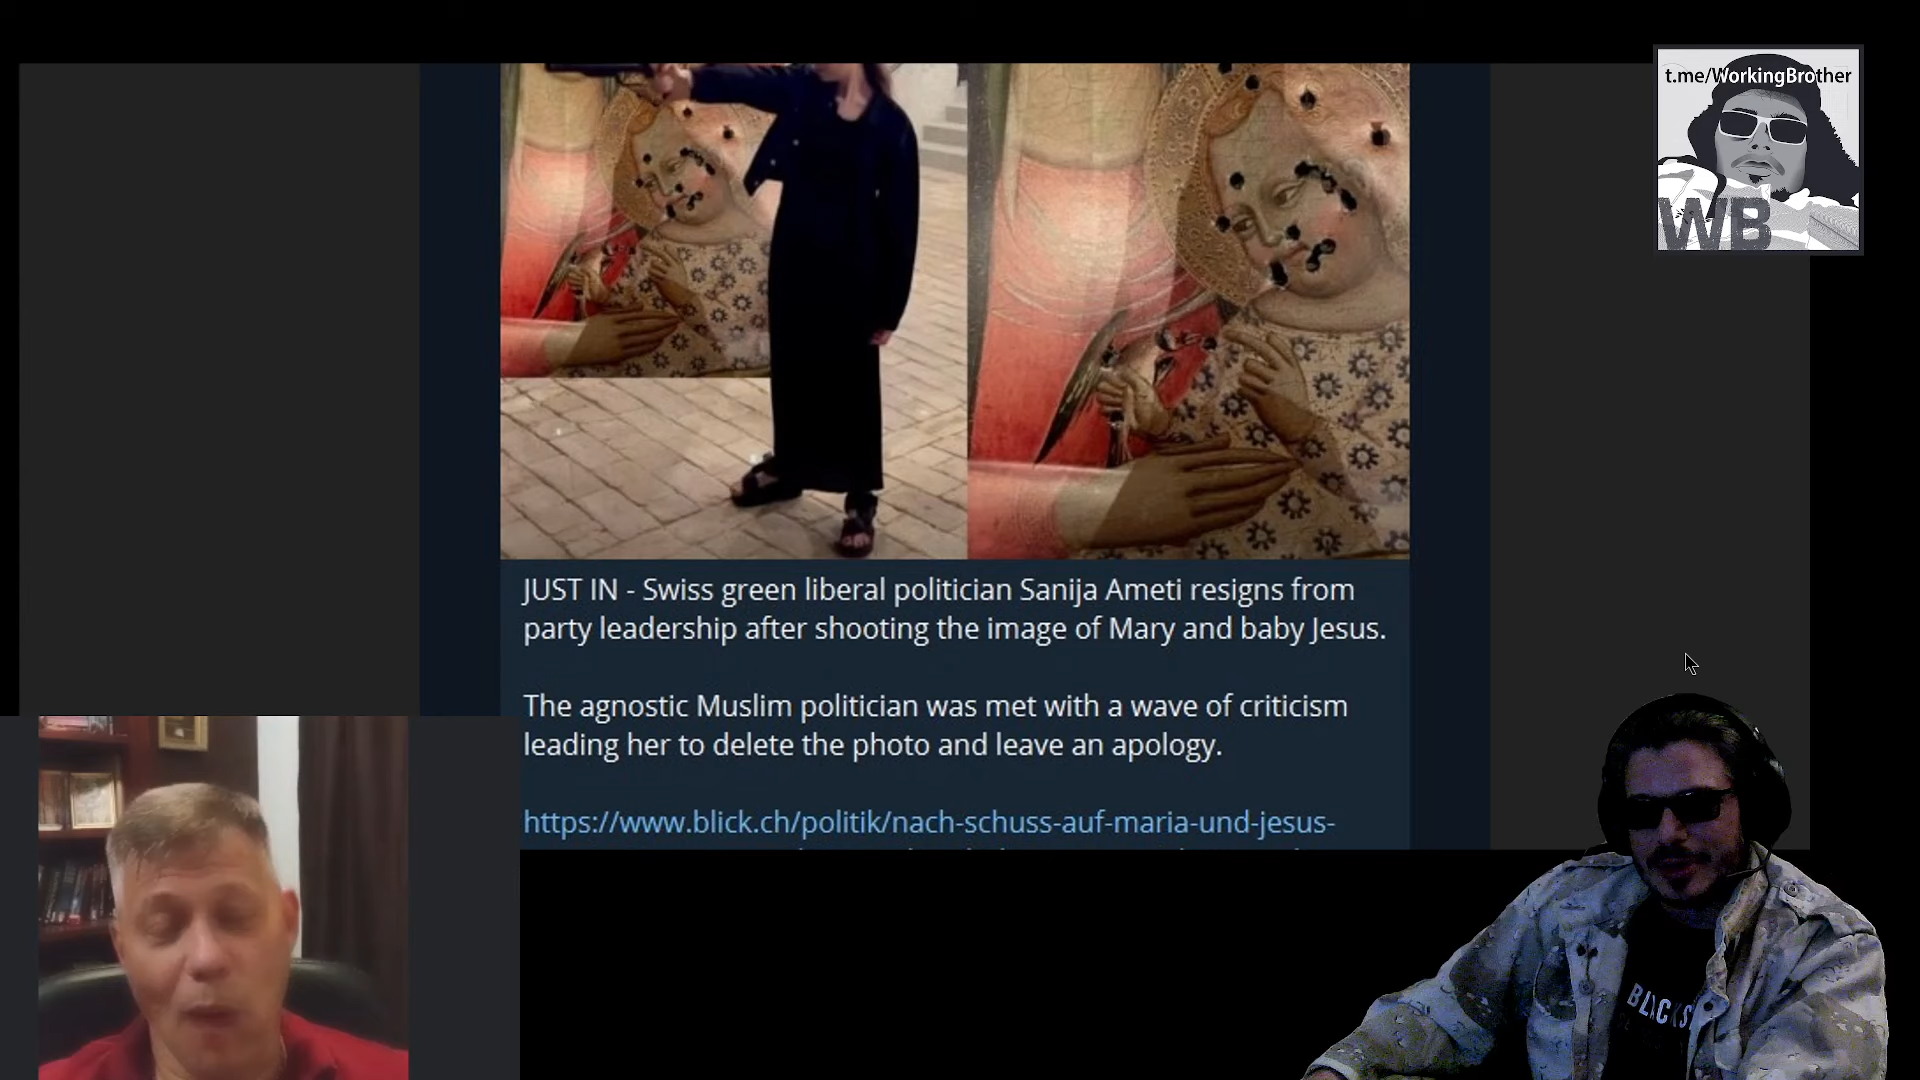 t.me/WorkingBrother
WB
JUST IN - Swiss green liberal politician Sanija Ameti resigns from
party leadership after shooting the image of Mary and baby Jesus.
The agnostic Muslim politician was met with a wave of criticism
leading her to delete the photo and leave an apology.
https://www.blick.ch/politik/nach-schuss-auf-maria-und-jesus-